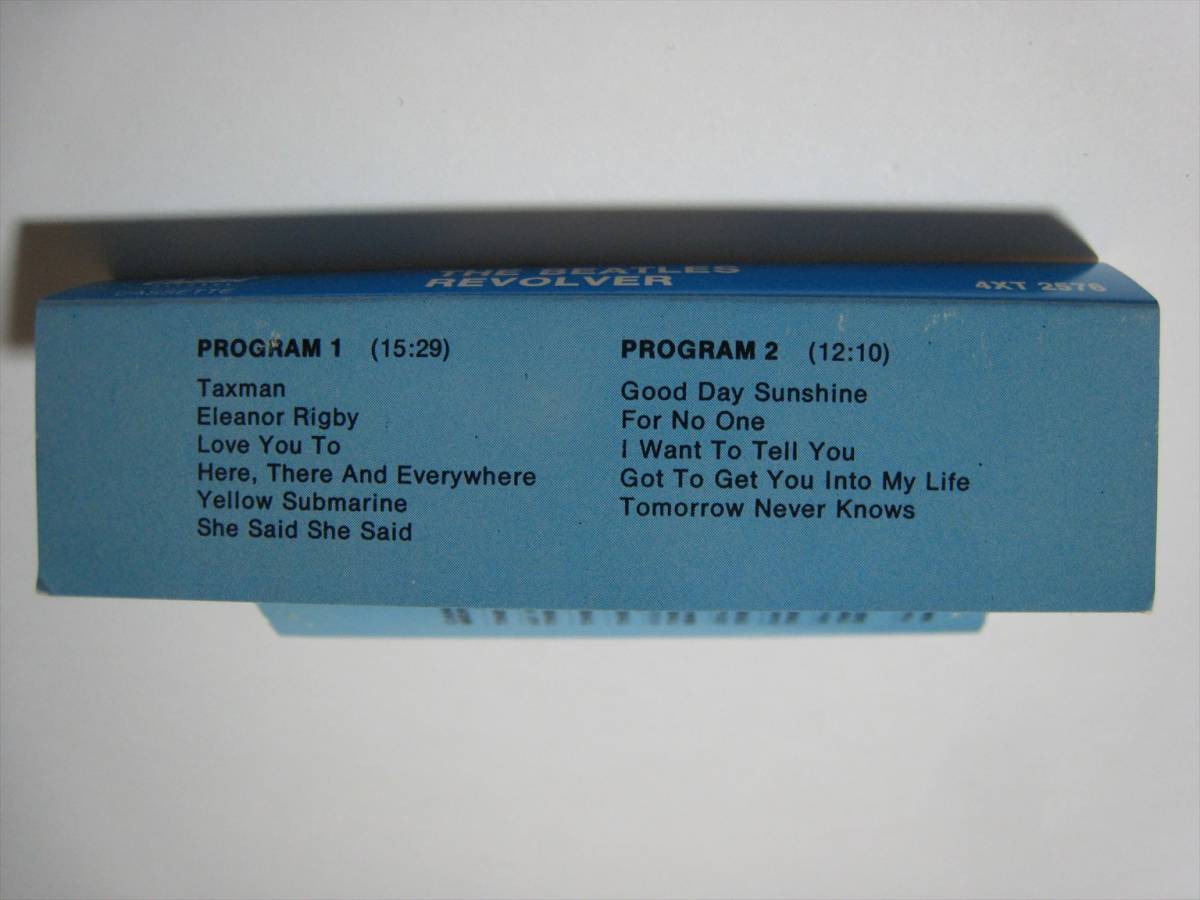 CASSETTE
THE BEATLES
REVOLVER
4XT 2576
PROGRAM 1 (15:29)
Taxman
Eleanor Rigby
Love You To
Here, There And Everywhere
Yellow Submarine
She Said She Said
PROGRAM 2 (12:10)
Good Day Sunshine
For No One
I Want To Tell You
Got To Get You Into My Life
Tomorrow Never Knows